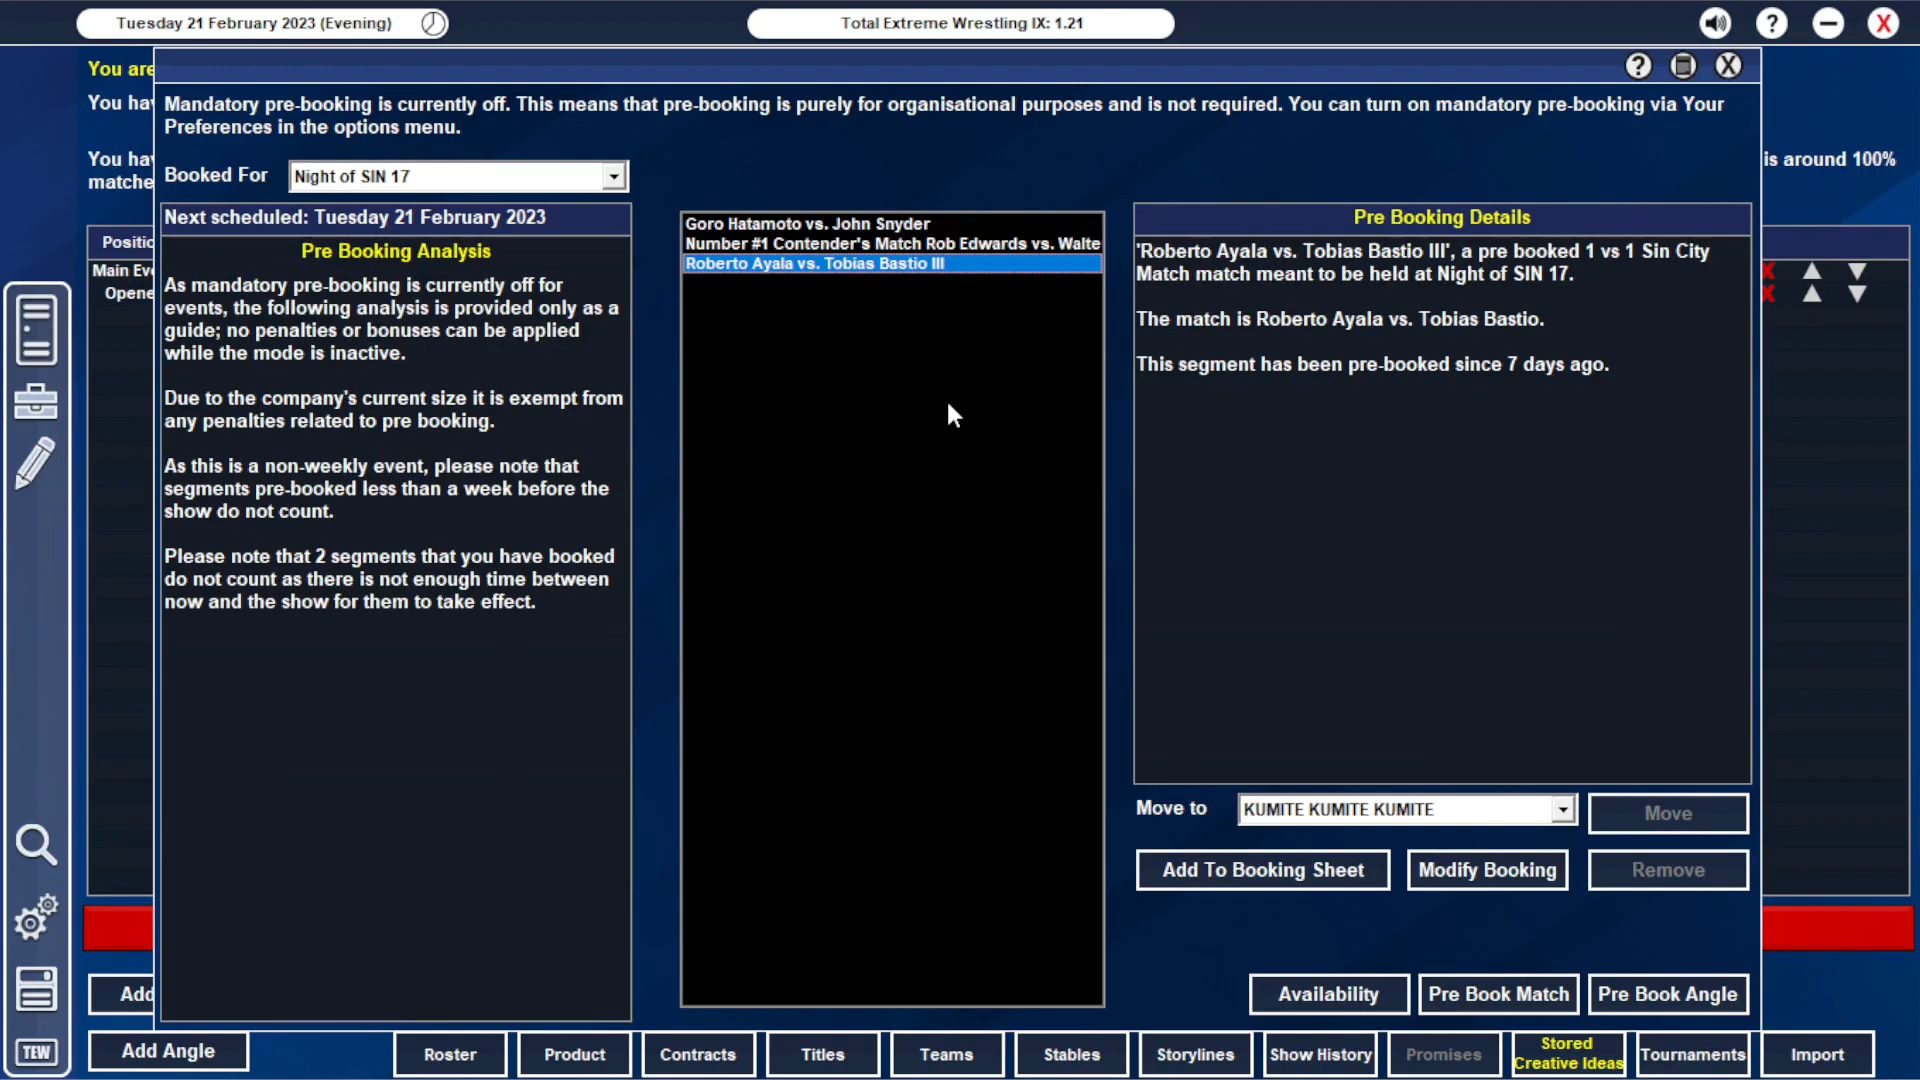 Tuesday 21 February 2023 (Evening)
Total Extreme Wrestling IX: 1.21
?
X
You are
You hav
You hav
matche
is around 100%
?
X
Mandatory pre-booking is currently off. This means that pre-booking is purely for organisational purposes and is not required. You can turn on mandatory pre-booking via Your
Preferences in the options menu.
Booked For
Night of SIN 17
Next scheduled: Tuesday 21 February 2023
Pre Booking Analysis
As mandatory pre-booking is currently off for
events, the following analysis is provided only as a
guide; no penalties or bonuses can be applied
while the mode is inactive.
Due to the company's current size it is exempt from
any penalties related to pre booking.
As this is a non-weekly event, please note that
segments pre-booked less than a week before the
show do not count.
Please note that 2 segments that you have booked
do not count as there is not enough time between
now and the show for them to take effect.
Goro Hatamoto vs. John Snyder
Number #1 Contender's Match Rob Edwards vs. Walte
Roberto Ayala vs. Tobias Bastio III
Pre Booking Details
'Roberto Ayala vs. Tobias Bastio III', a pre booked 1 vs 1 Sin City
Match match meant to be held at Night of SIN 17.
The match is Roberto Ayala vs. Tobias Bastio.
This segment has been pre-booked since 7 days ago.
Move to
KUMITE KUMITE KUMITE
Move
Add To Booking Sheet
Modify Booking
Remove
Availability
Pre Book Match
Pre Book Angle
Positio
Main Eve
Opene
X
X
Add
Add Angle
Roster
Product
Contracts
Titles
Teams
Stables
Storylines
Show History
Promises
Stored
Creative Ideas
Tournaments
Import
TEW